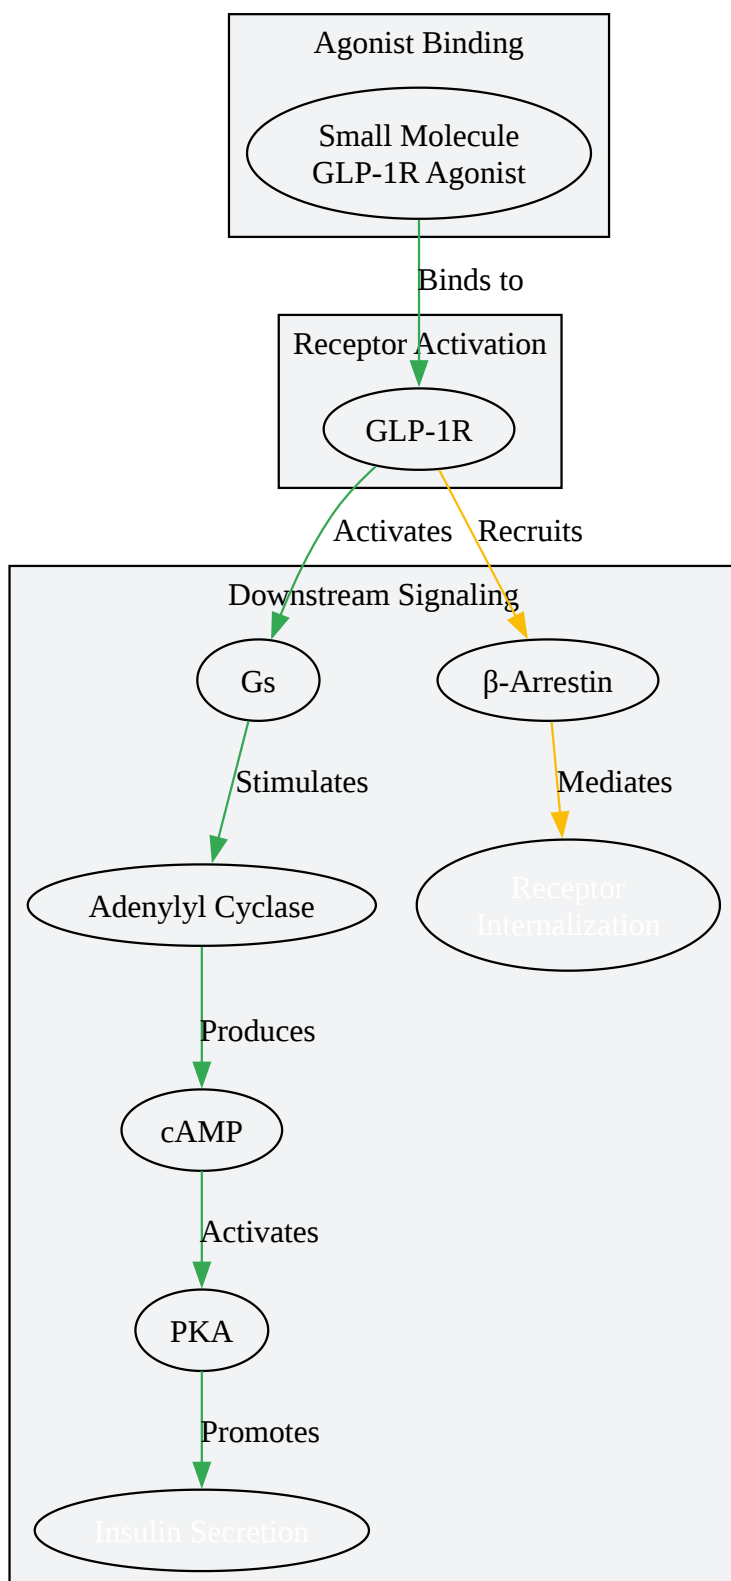 Agonist Binding
Small Molecule
GLP-1R Agonist
Binds to
Receptor Activation
GLP-1R
Activates
Recruits
Downstream Signaling
Gs
β-Arrestin
Stimulates
Mediates
Adenylyl Cyclase
Receptor
Internalization
Produces
cAMP
Activates
PKA
Promotes
Insulin Secretion